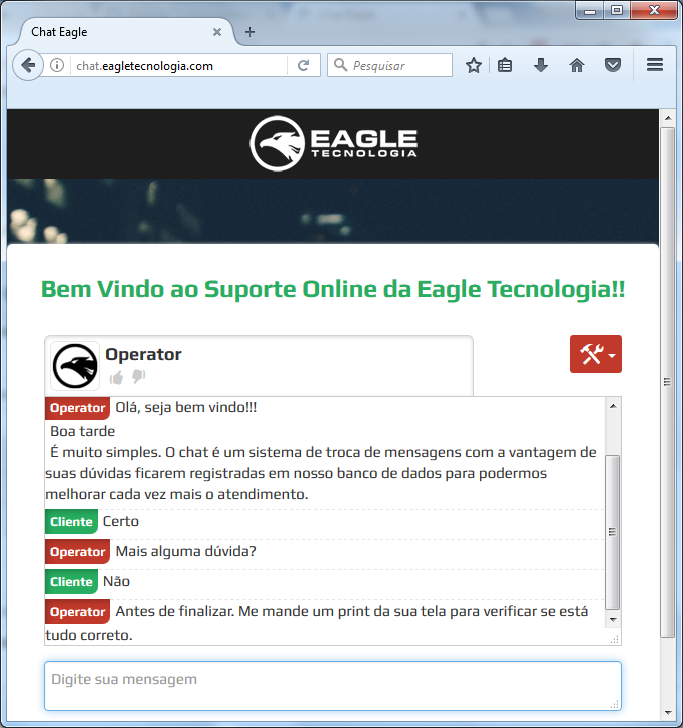 Chat Eagle
chat.eagletecnologia.com
Pesquisar
EAGLE
TECNOLOGIA
Bem Vindo ao Suporte Online da Eagle Tecnologia!!
Operator
Operator Olá, seja bem vindo!!!
Boa tarde
É muito simples. O chat é um sistema de troca de mensagens com a vantagem de
suas dúvidas ficarem registradas em nosso banco de dados para podermos
melhorar cada vez mais o atendimento.
Cliente Certo
Operator Mais alguma dúvida?
Cliente Não
Operator Antes de finalizar. Me mande um print da sua tela para verificar se está
tudo correto.
Digite sua mensagem